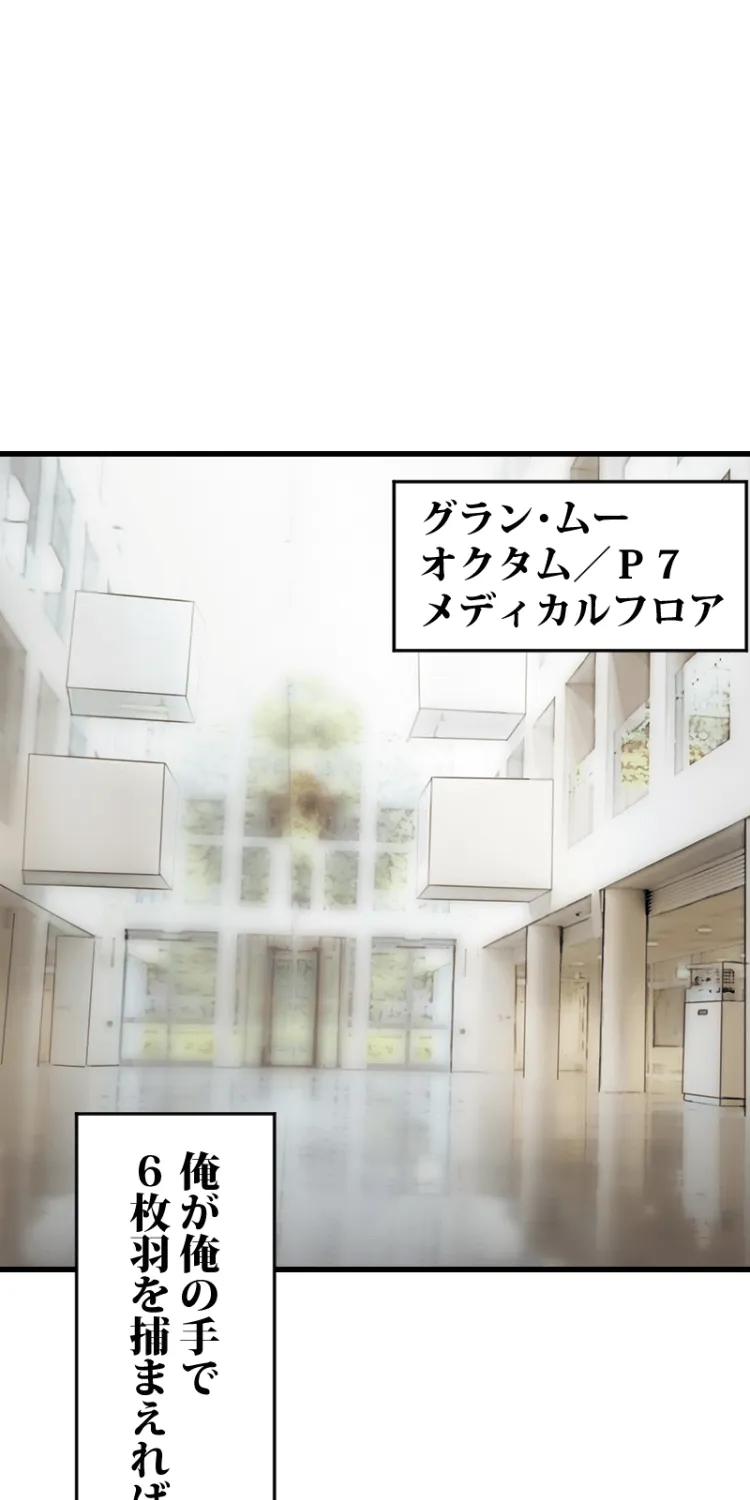 グラン・ムー
オクタム／Ｐ７
メディカルフロア
俺が俺の手で
６枚羽を捕まえれば